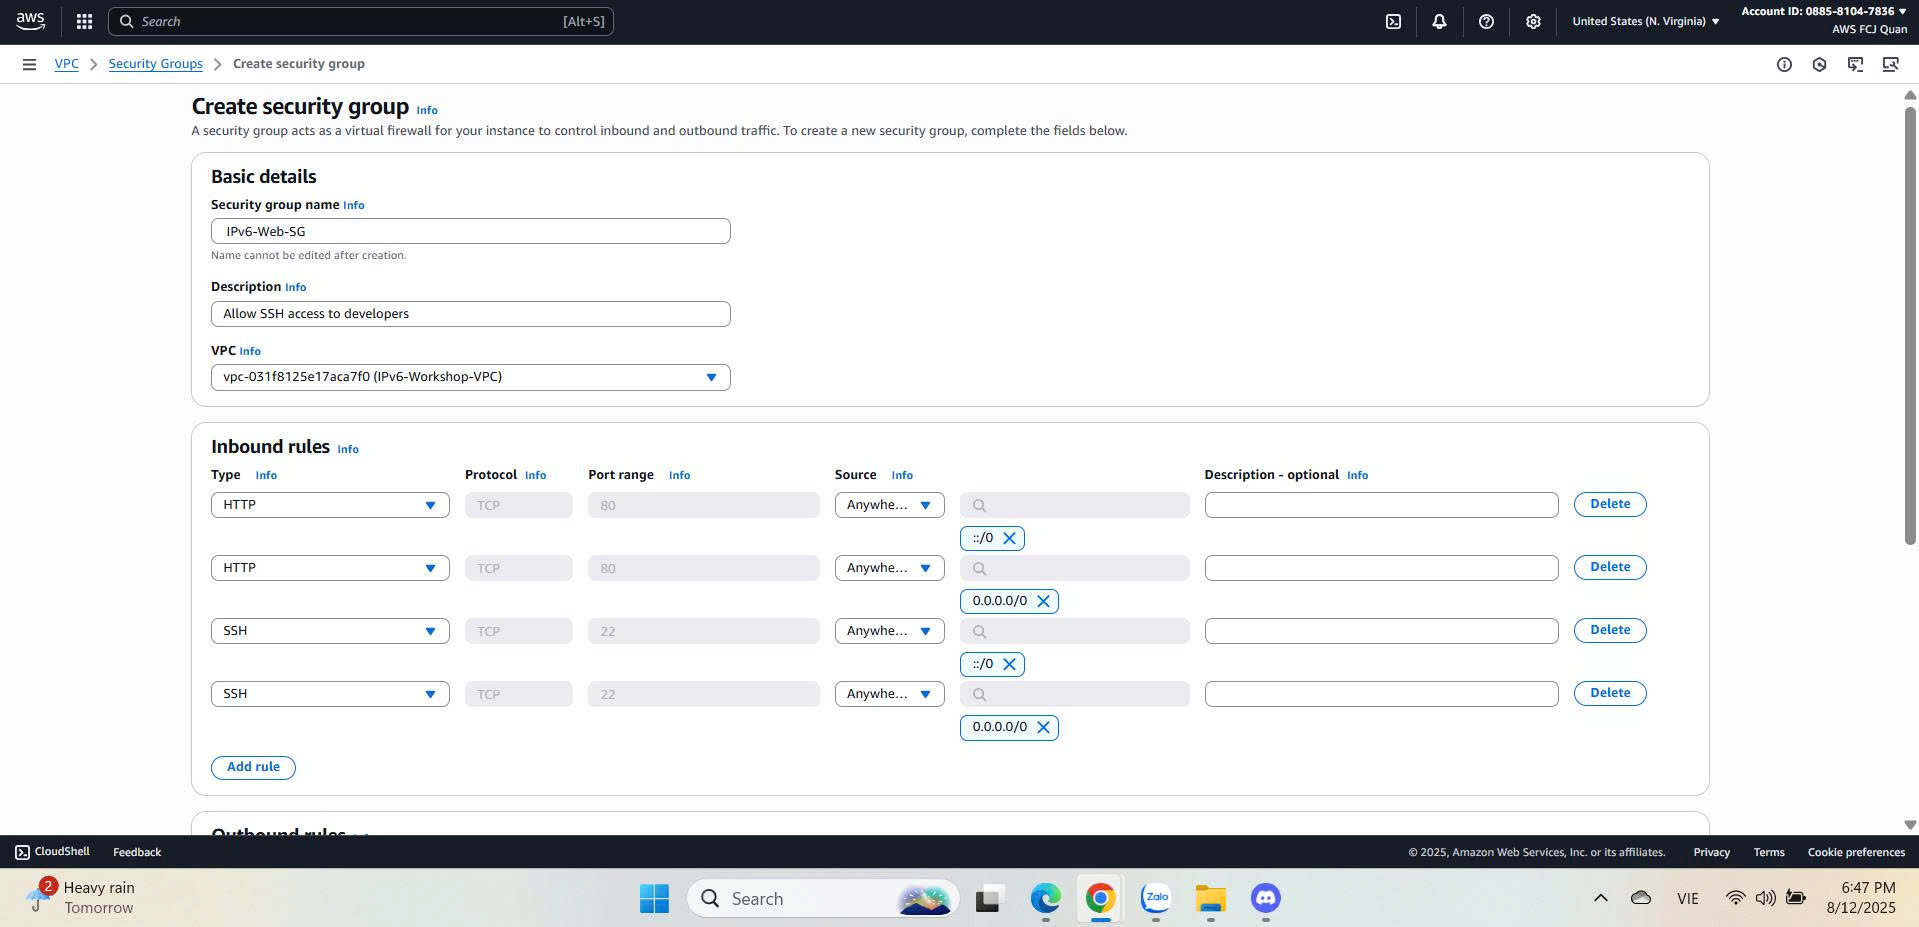 aws
Search [Alt+S]
United States (N. Virginia)
Account ID: 0885-8104-7836
AWS FCJ Quan
VPC > Security Groups > Create security group
Create security group Info
A security group acts as a virtual firewall for your instance to control inbound and outbound traffic. To create a new security group, complete the fields below.
Basic details
Security group name Info
IPv6-Web-SG
Name cannot be edited after creation.
Description Info
Allow SSH access to developers
VPC Info
vpc-031f8125e17aca7f0 (IPv6-Workshop-VPC)
Inbound rules Info
Type Info Protocol Info Port range Info Source Info Description - optional Info
HTTP TCP 80 Anywhe... Delete
::/0
HTTP TCP 80 Anywhe... Delete
0.0.0.0/0
SSH TCP 22 Anywhe... Delete
::/0
SSH TCP 22 Anywhe... Delete
0.0.0.0/0
Add rule
Outbound rules Info
CloudShell Feedback © 2025, Amazon Web Services, Inc. or its affiliates. Privacy Terms Cookie preferences
2 Heavy rain
Tomorrow
Search
Zalo
VIE
6:47 PM
8/12/2025